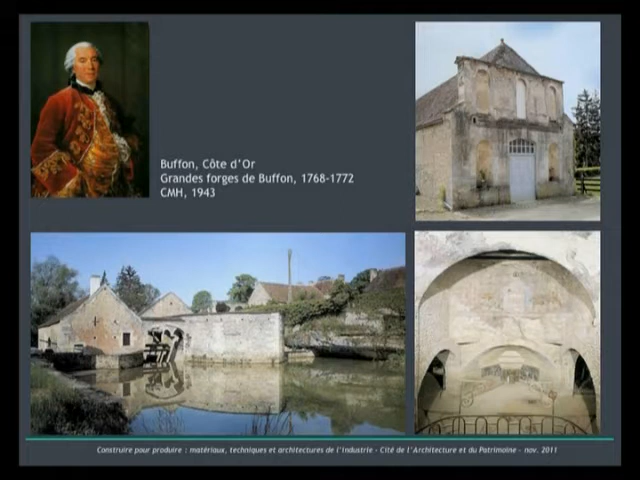 Buffon, Côte d'Or
Grandes forges de Buffon, 1768-1772
CMH, 1943
Construire pour produire : matériaux, techniques et architectures de l'industrie - Cité de l'Architecture et du Patrimoine - nov. 2011